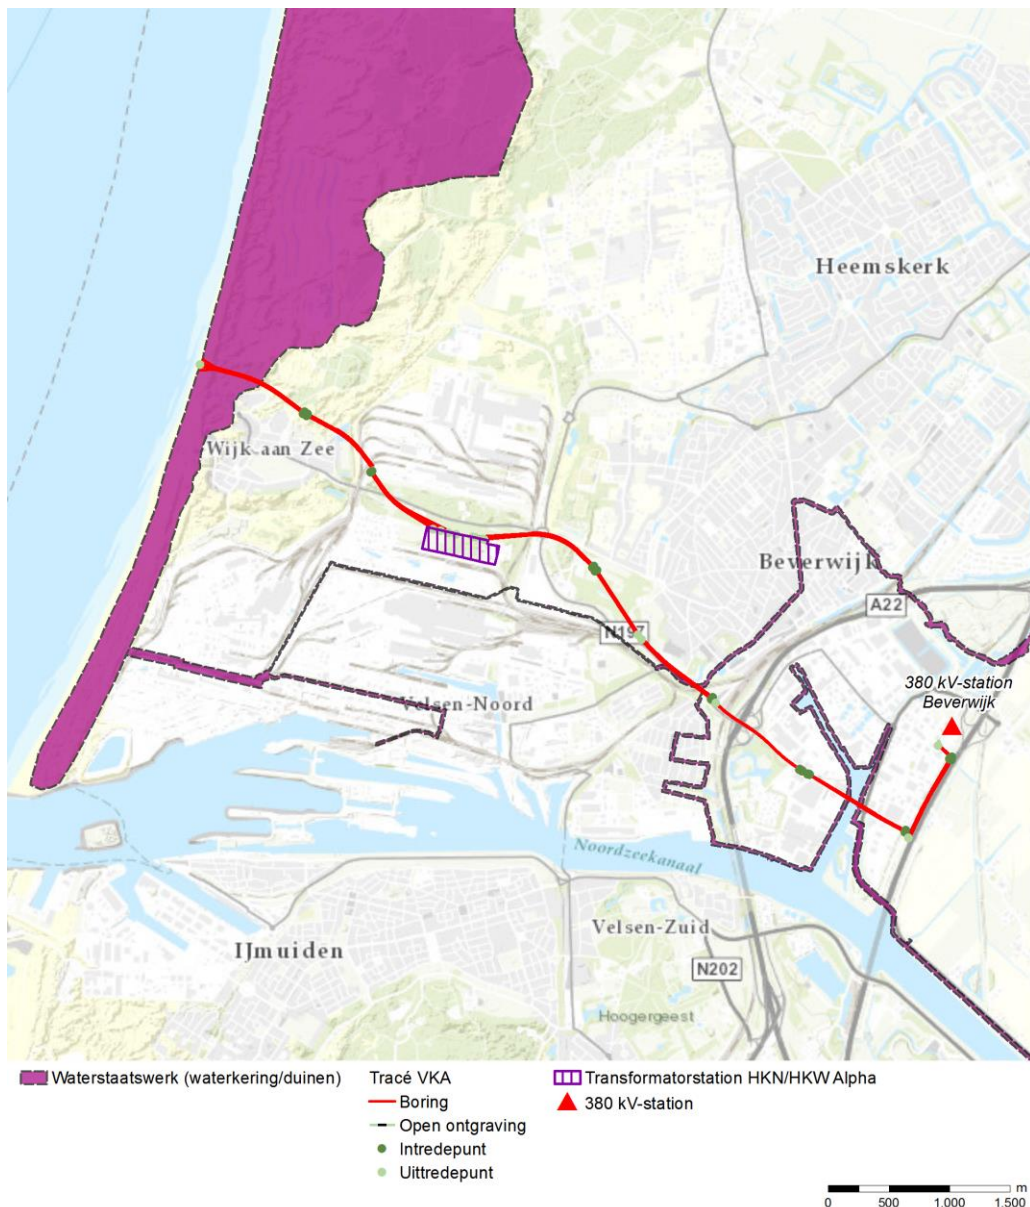 Heemskerk
Wijk aan Zee
Beverwijk
A22
N197
380 kV-station
Beverwijk
Velsen-Noord
Noordzeekanaal
Velsen-Zuid
IJmuiden
N202
Hoogergeest
Waterstaatswerk (waterkering/duinen)
Tracé VKA
Boring
Open ontgraving
Intredepunt
Uittredepunt
Transformatorstation HKN/HKW Alpha
380 kV-station
m
0 500 1.000 1.500